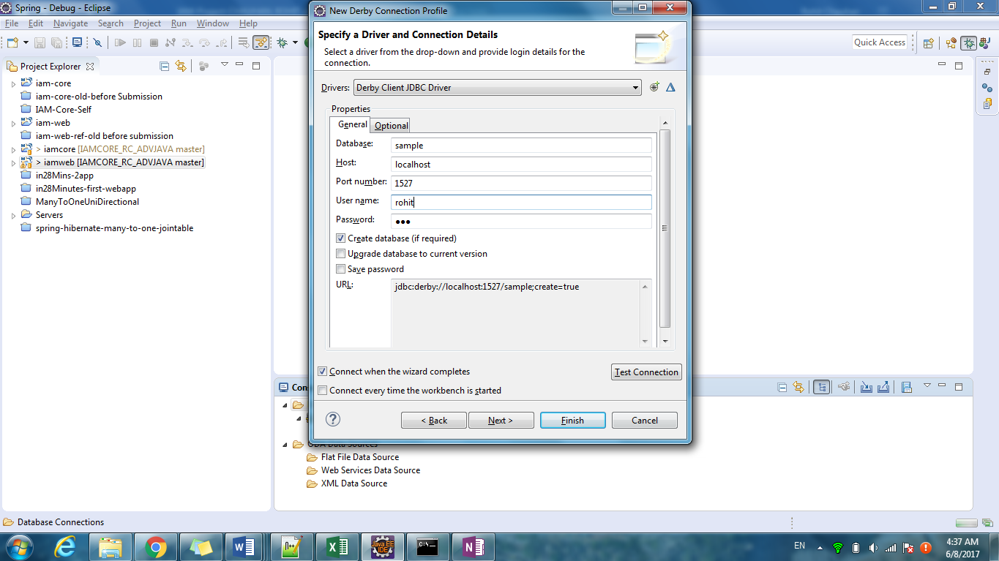 Spring - Debug - Eclipse
File Edit Navigate Search Project Run Window Help
Quick Access
Project Explorer
iam-core
iam-core-old-before Submission
IAM-Core-Self
iam-web
iam-web-ref-old before submission
> iamcore [IAMCORE_RC_ADVJAVA master]
> iamweb [IAMCORE_RC_ADVJAVA master]
in28Mins-2app
in28Minutes-first-webapp
ManyToOneUniDirectional
Servers
spring-hibernate-many-to-one-jointable
New Derby Connection Profile
Specify a Driver and Connection Details
Select a driver from the drop-down and provide login details for the
connection.
Drivers: Derby Client JDBC Driver
Properties
General Optional
Database: sample
Host: localhost
Port number: 1527
User name: rohit
Password: ●●●
Create database (if required)
Upgrade database to current version
Save password
URL: jdbc:derby://localhost:1527/sample;create=true
Connect when the wizard completes
Test Connection
Connect every time the workbench is started
< Back Next > Finish Cancel
ODA Data Sources
Flat File Data Source
Web Services Data Source
XML Data Source
Database Connections
Java EE
IDE
EN
4:37 AM
6/8/2017